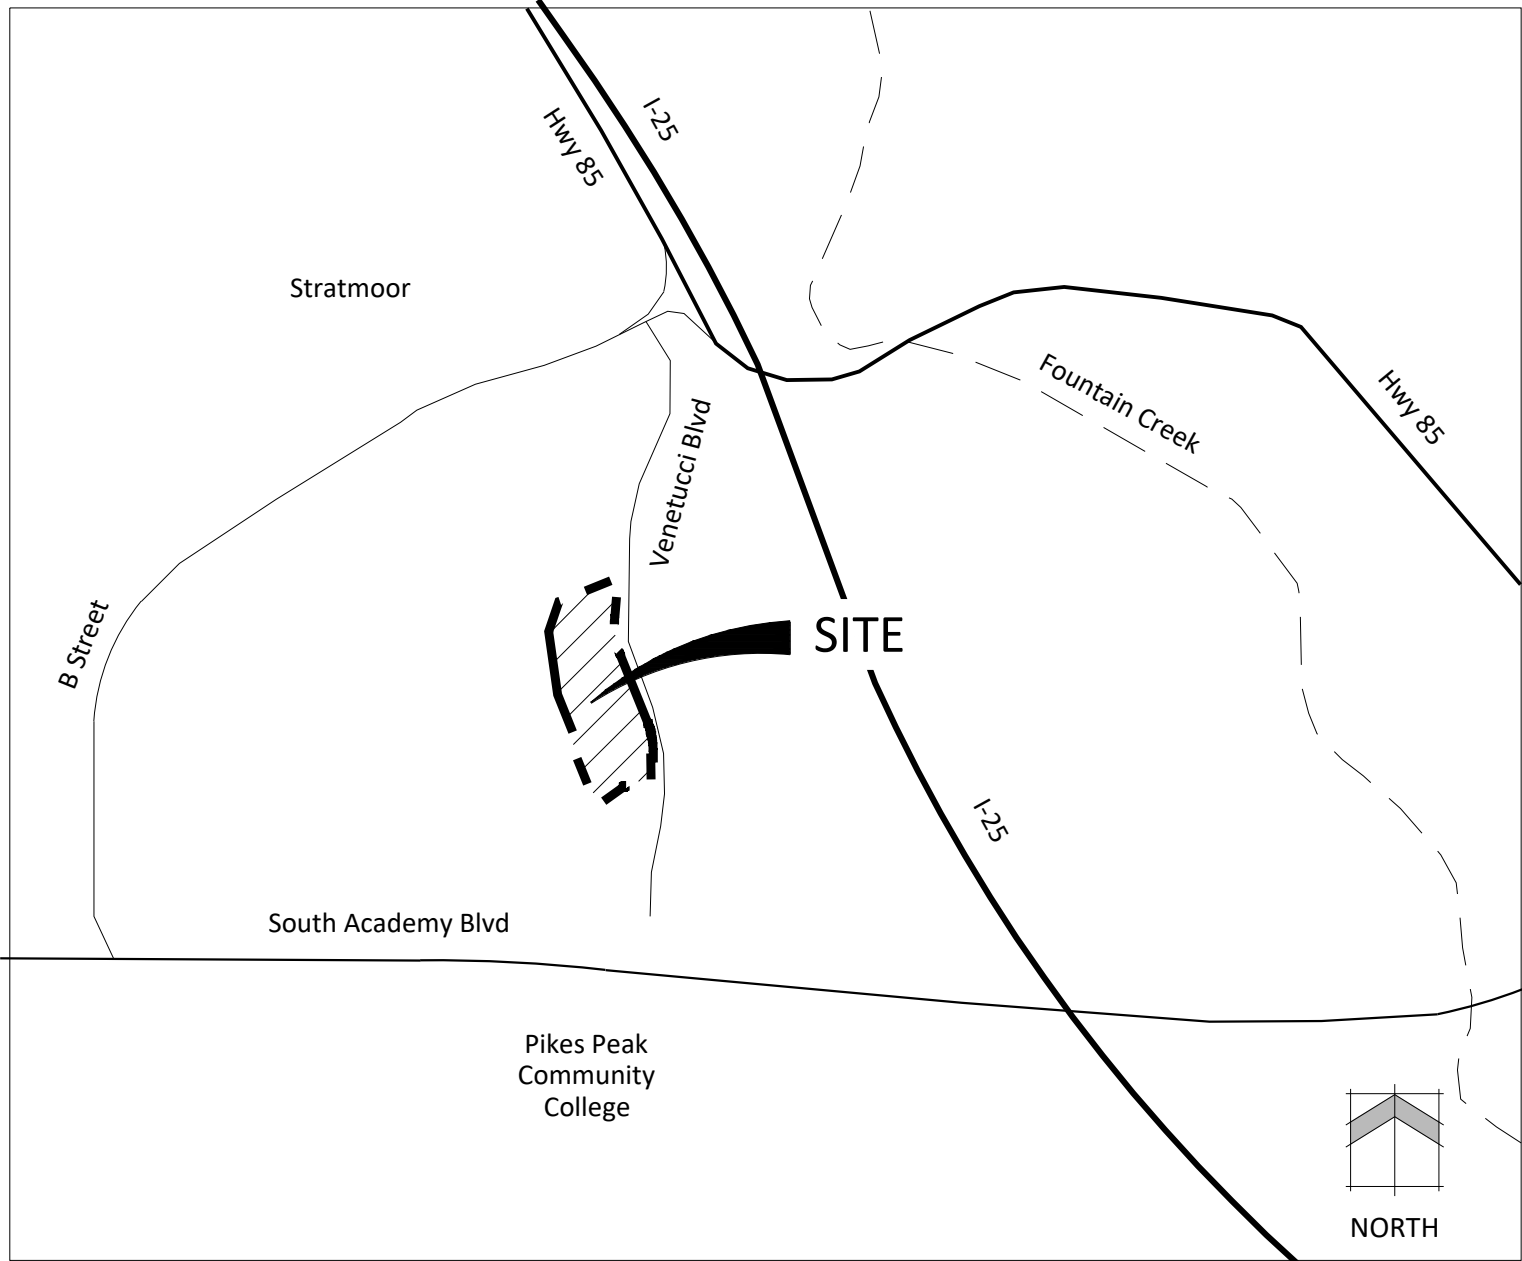 I-25
Hwy 85
Stratmoor
Fountain Creek
Hwy 85
Venetucci Blvd
B Street
SITE
I-25
South Academy Blvd
Pikes Peak
Community
College
NORTH